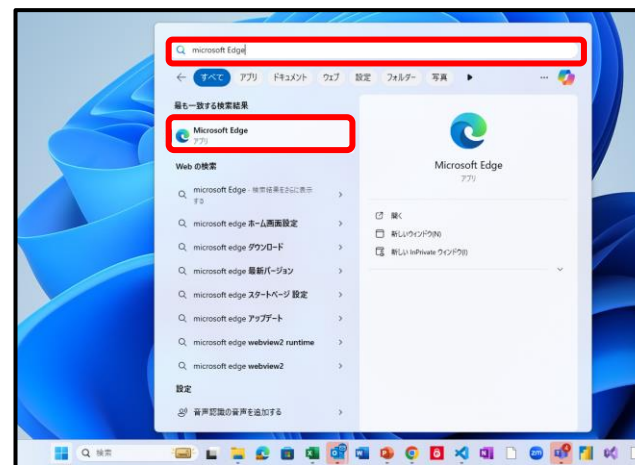 microsoft Edge
すべて アプリ ドキュメント ウェブ 設定 フォルダー 写真
最も一致する検索結果
Microsoft Edge
アプリ
Web の検索
microsoft Edge - 検索結果をさらに表示
する
microsoft edge ホーム画面設定
microsoft edge ダウンロード
microsoft edge 最新バージョン
microsoft edge スタートページ 設定
microsoft edge アップデート
microsoft edge webview2 runtime
microsoft edge webview2
設定
音声認識の音声を追加する
Microsoft Edge
アプリ
開く
新しいウィンドウ(N)
新しい InPrivate ウィンドウ(I)
検索